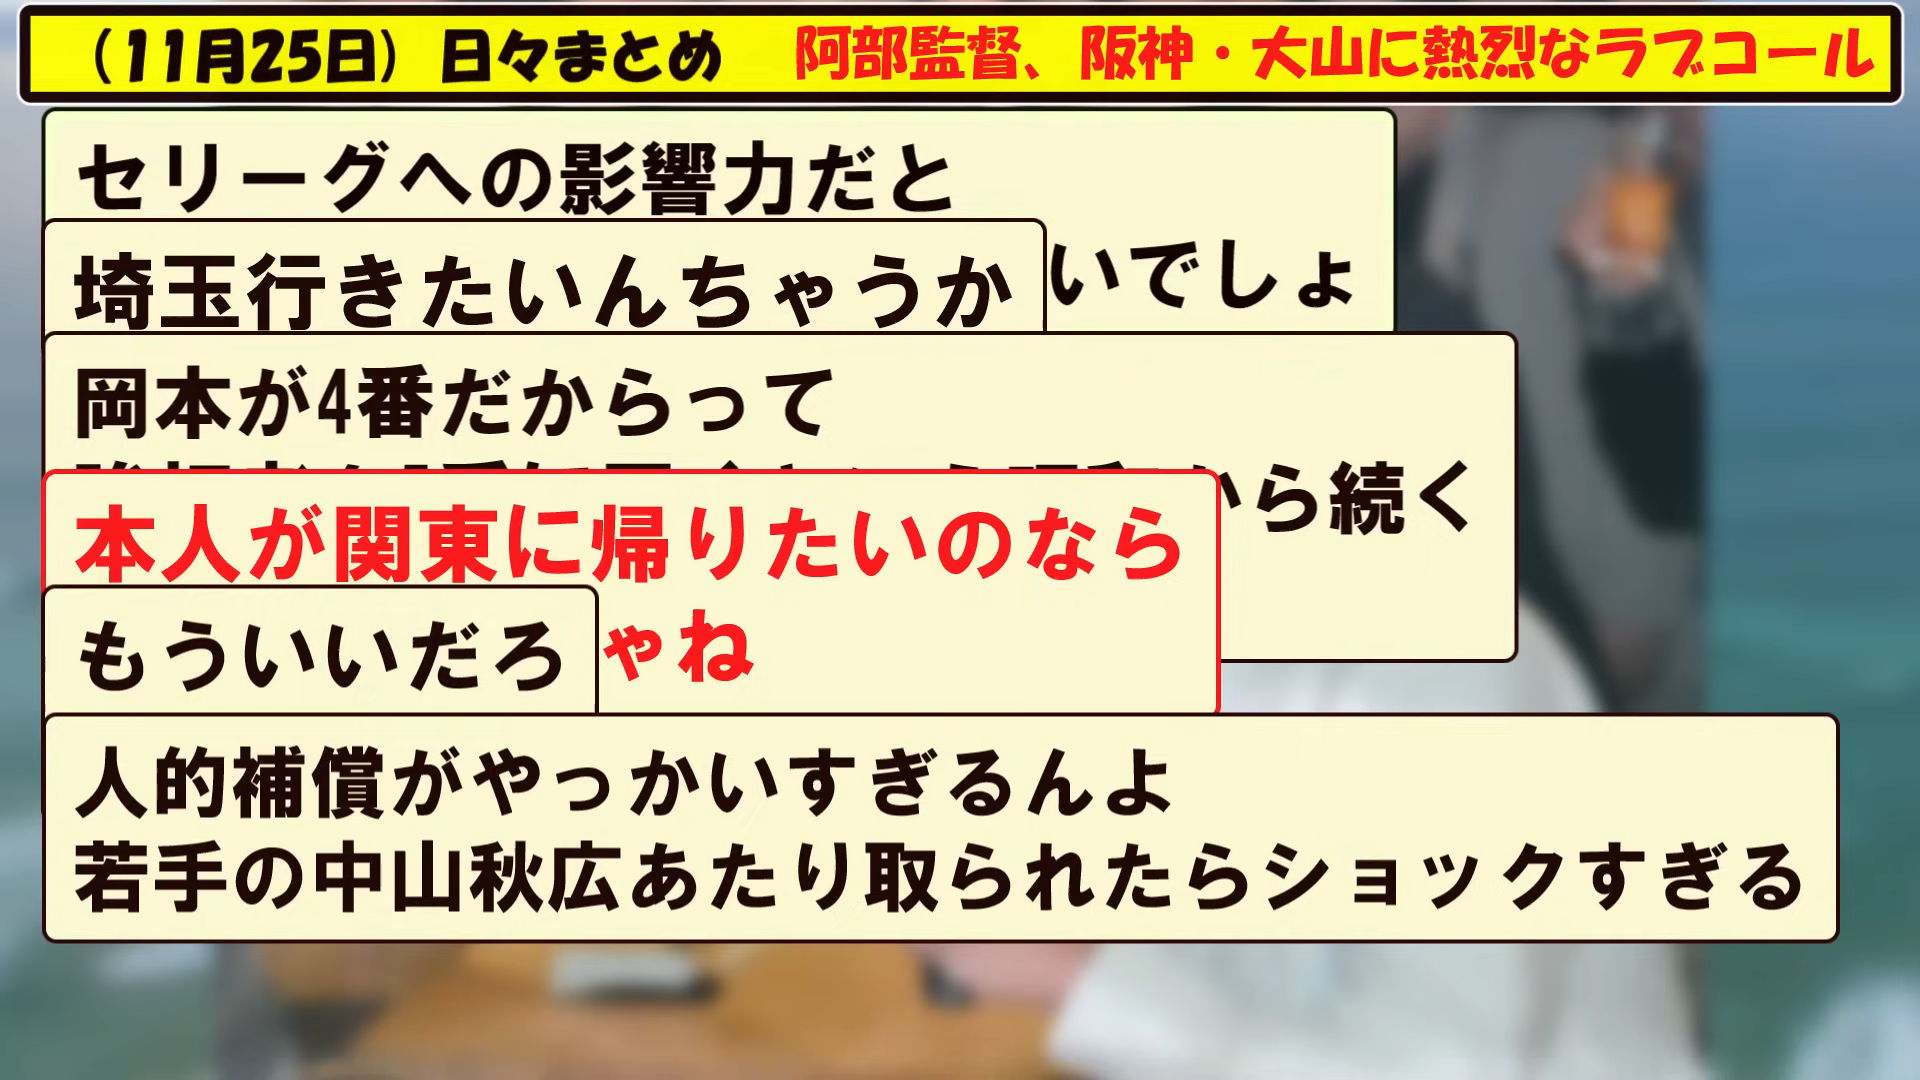 （11月25日）日々まとめ　阿部監督、阪神・大山に熱烈なラブコール
セリーグへの影響力だと
いでしょ
埼玉行きたいんちゃうか
岡本が4番だからって
から続く
本人が関東に帰りたいのなら
ゃね
もういいだろ
人的補償がやっかいすぎるんよ
若手の中山秋広あたり取られたらショックすぎる